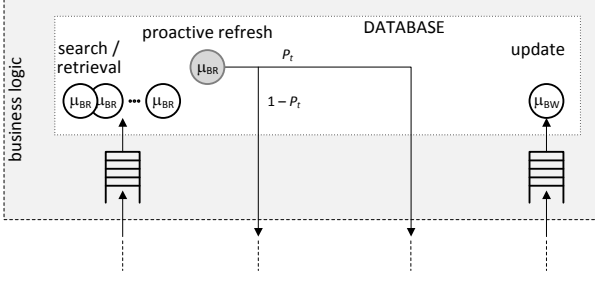 DATABASE
proactive refresh
search /
retrieval
update
μBR
Pt
μBR μBR ••• μBR
μBW
1 – Pt
business logic